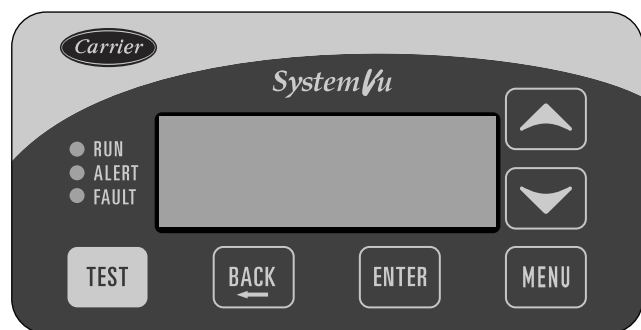 Carrier
SystemVu
RUN
ALERT
FAULT
TEST
BACK
ENTER
MENU